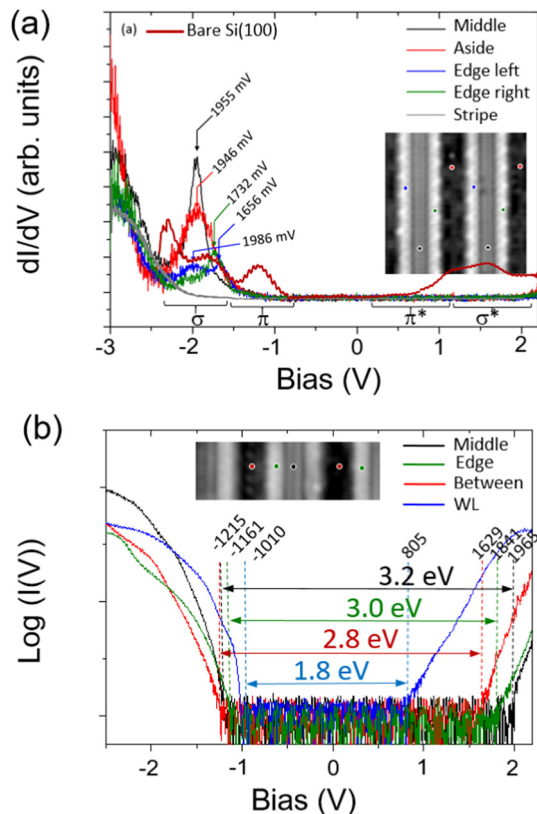 (a)
(a) Bare Si(100)
Middle
Aside
Edge left
Edge right
Stripe
1955 mV
1946 mV
1732 mV
1656 mV
1986 mV
dI/dV (arb. units)
σ π π* σ*
-3 -2 -1 0 1 2
Bias (V)
(b)
Middle
Edge
Between
WL
-1215
-1161
-1010
805
1629
1841
1968
3.2 eV
3.0 eV
2.8 eV
1.8 eV
Log (I(V))
-2 -1 0 1 2
Bias (V)